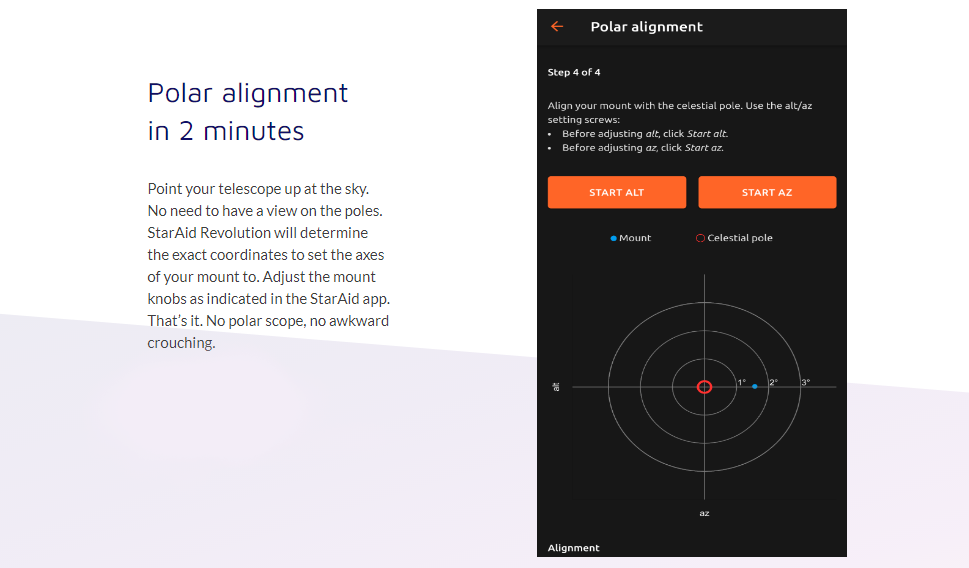 Polar alignment
in 2 minutes
Point your telescope up at the sky.
No need to have a view on the poles.
StarAid Revolution will determine
the exact coordinates to set the axes
of your mount to. Adjust the mount
knobs as indicated in the StarAid app.
That's it. No polar scope, no awkward
crouching.
Polar alignment
Step 4 of 4
Align your mount with the celestial pole. Use the alt/az
setting screws:
• Before adjusting alt, click Start alt.
• Before adjusting az, click Start az.
START ALT START AZ
Mount Celestial pole
alt
1° 2° 3°
az
Alignment